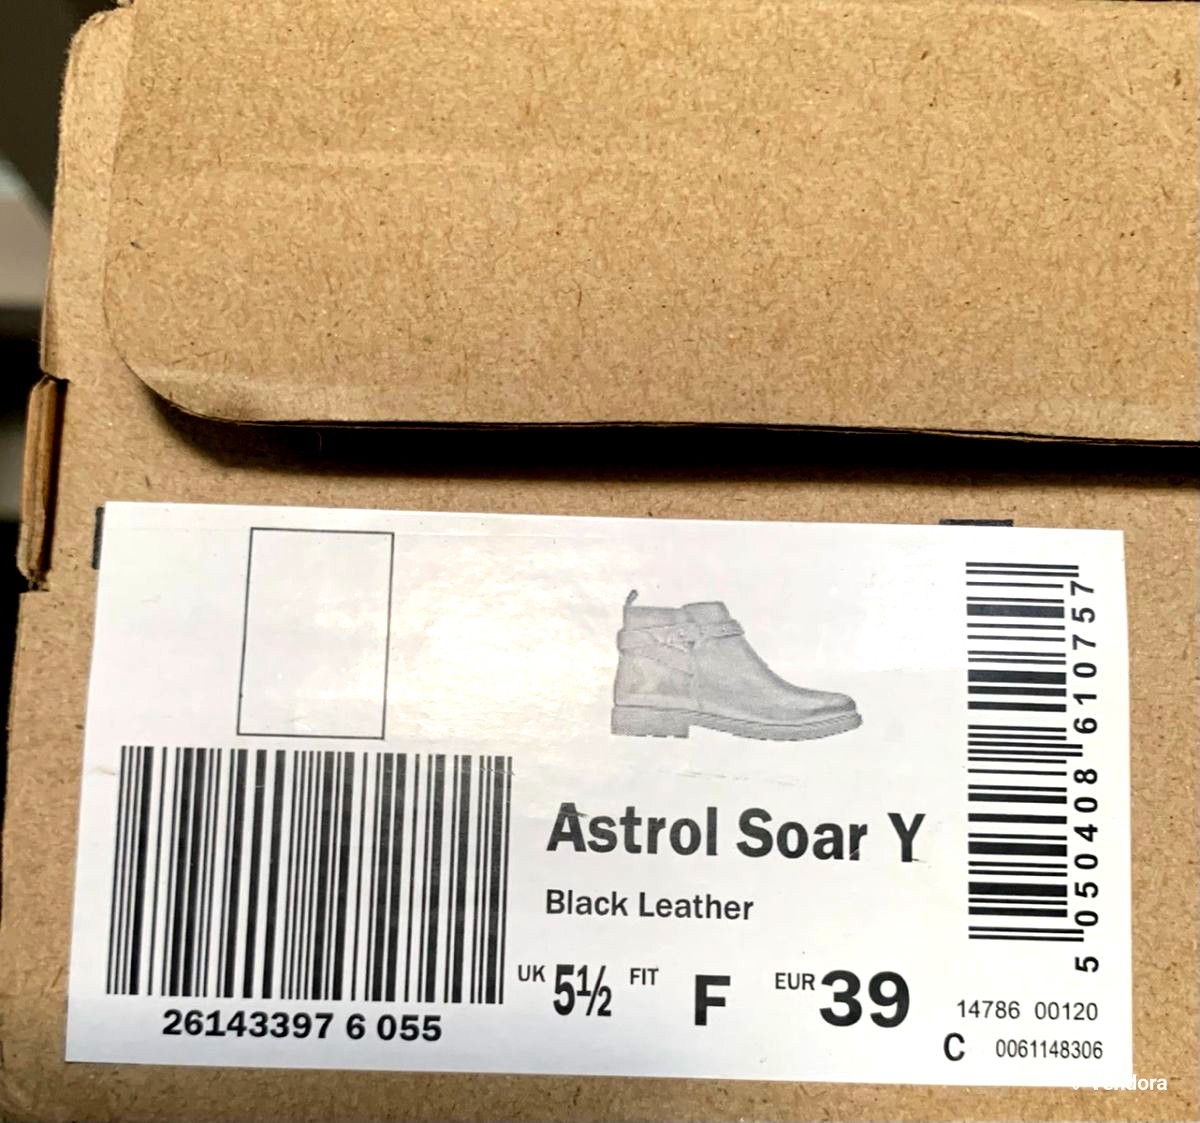 Astrol Soar Y
Black Leather
UK 5½ FIT F EUR 39
26143397 6 055
5 050408 610757
14786 00120
C 0061148306